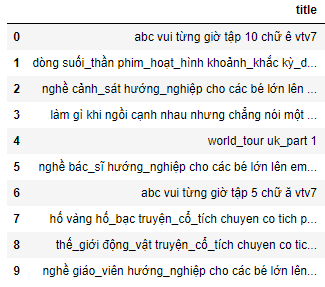 title
0 abc vui từng giờ tập 10 chữ ê vtv7
1 dòng suối_thần phim_hoạt_hình khoảnh_khắc kỳ_d...
2 nghề cảnh_sát hướng_nghiệp cho các bé lớn lên ...
3 làm gì khi ngồi cạnh nhau nhưng chẳng nói một ...
4 world_tour uk_part 1
5 nghề bác_sĩ hướng_nghiệp cho các bé lớn lên em...
6 abc vui từng giờ tập 5 chữ ă vtv7
7 hố vàng hố_bạc truyện_cổ_tích chuyen co tich p...
8 thế_giới động_vật truyện_cổ_tích chuyen co tic...
9 nghề giáo_viên hướng_nghiệp cho các bé lớn lên...